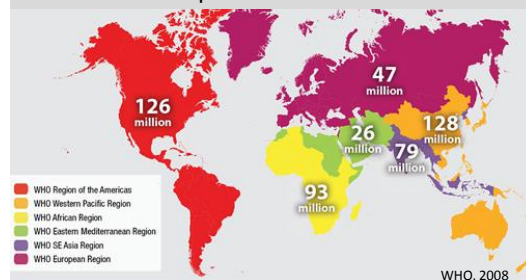 126
million
47
million
26
million
128
million
79
million
93
million
WHO Region of the Americas
WHO Western Pacific Region
WHO African Region
WHO Eastern Mediterranean Region
WHO SE Asia Region
WHO European Region
WHO, 2008